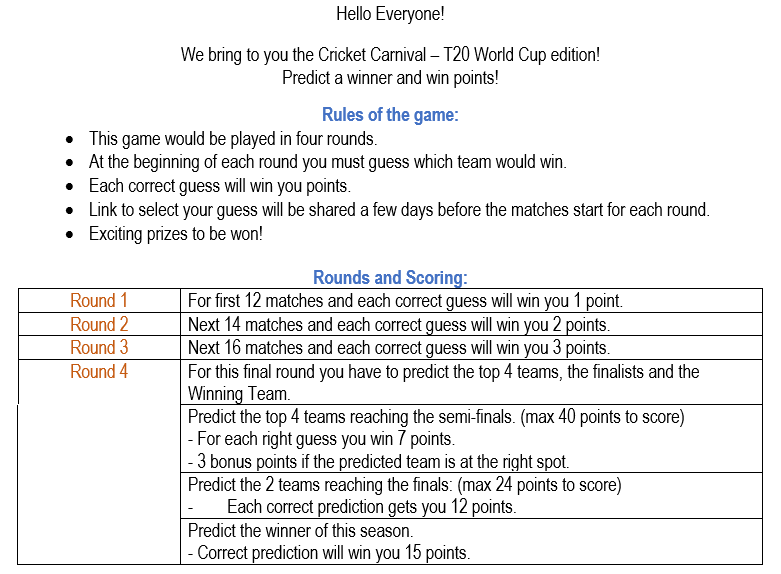 Hello Everyone!
We bring to you the Cricket Carnival – T20 World Cup edition!
Predict a winner and win points!
Rules of the game:
• This game would be played in four rounds.
• At the beginning of each round you must guess which team would win.
• Each correct guess will win you points.
• Link to select your guess will be shared a few days before the matches start for each round.
• Exciting prizes to be won!
Rounds and Scoring:
Round 1 For first 12 matches and each correct guess will win you 1 point.
Round 2 Next 14 matches and each correct guess will win you 2 points.
Round 3 Next 16 matches and each correct guess will win you 3 points.
Round 4 For this final round you have to predict the top 4 teams, the finalists and the
Winning Team.
Predict the top 4 teams reaching the semi-finals. (max 40 points to score)
- For each right guess you win 7 points.
- 3 bonus points if the predicted team is at the right spot.
Predict the 2 teams reaching the finals: (max 24 points to score)
- Each correct prediction gets you 12 points.
Predict the winner of this season.
- Correct prediction will win you 15 points.